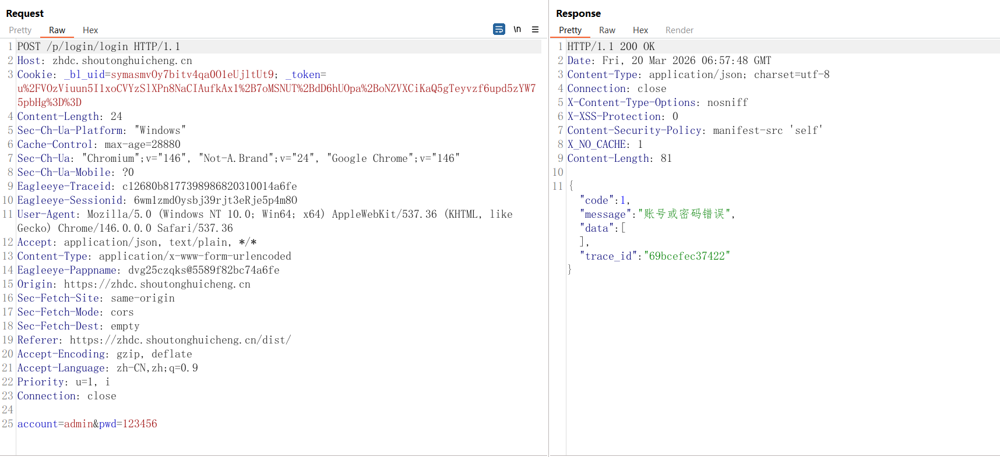 Request
Pretty Raw Hex
\n
1 POST /p/login/login HTTP/1.1
2 Host: zhdc.shoutonghuicheng.cn
3 Cookie: _bl_uid=symasmvOy7bitv4qa001eUjltUt9; _token=
u%2FVOzViuun5I1xoCVYzSlXPn8NaCIAufkAx1%2B7oMSNUT%2BdD6hUOpa%2BoNZVXCiKaQ5gTeyvzf6upd5zYW7
5pbHg%3D%3D
4 Content-Length: 24
5 Sec-Ch-Ua-Platform: "Windows"
6 Cache-Control: max-age=28880
7 Sec-Ch-Ua: "Chromium";v="146", "Not-A.Brand";v="24", "Google Chrome";v="146"
8 Sec-Ch-Ua-Mobile: ?0
9 Eagleeye-Traceid: c12680b8177398986820310014a6fe
10 Eagleeye-Sessionid: 6wm1zmdOysbj39rjt3eRje5p4m80
11 User-Agent: Mozilla/5.0 (Windows NT 10.0; Win64; x64) AppleWebKit/537.36 (KHTML, like
Gecko) Chrome/146.0.0.0 Safari/537.36
12 Accept: application/json, text/plain, */*
13 Content-Type: application/x-www-form-urlencoded
14 Eagleeye-Pappname: dvg25czqks@5589f82bc74a6fe
15 Origin: https://zhdc.shoutonghuicheng.cn
16 Sec-Fetch-Site: same-origin
17 Sec-Fetch-Mode: cors
18 Sec-Fetch-Dest: empty
19 Referer: https://zhdc.shoutonghuicheng.cn/dist/
20 Accept-Encoding: gzip, deflate
21 Accept-Language: zh-CN,zh;q=0.9
22 Priority: u=1, i
23 Connection: close
24
25 account=admin&pwd=123456
Response
Pretty Raw Hex Render
1 HTTP/1.1 200 OK
2 Date: Fri, 20 Mar 2026 06:57:48 GMT
3 Content-Type: application/json; charset=utf-8
4 Connection: close
5 X-Content-Type-Options: nosniff
6 X-XSS-Protection: 0
7 Content-Security-Policy: manifest-src 'self'
8 X_NO_CACHE: 1
9 Content-Length: 81
10
11 {
"code":1,
"message":"账号或密码错误",
"data":[
],
"trace_id":"69bcefec37422"
}